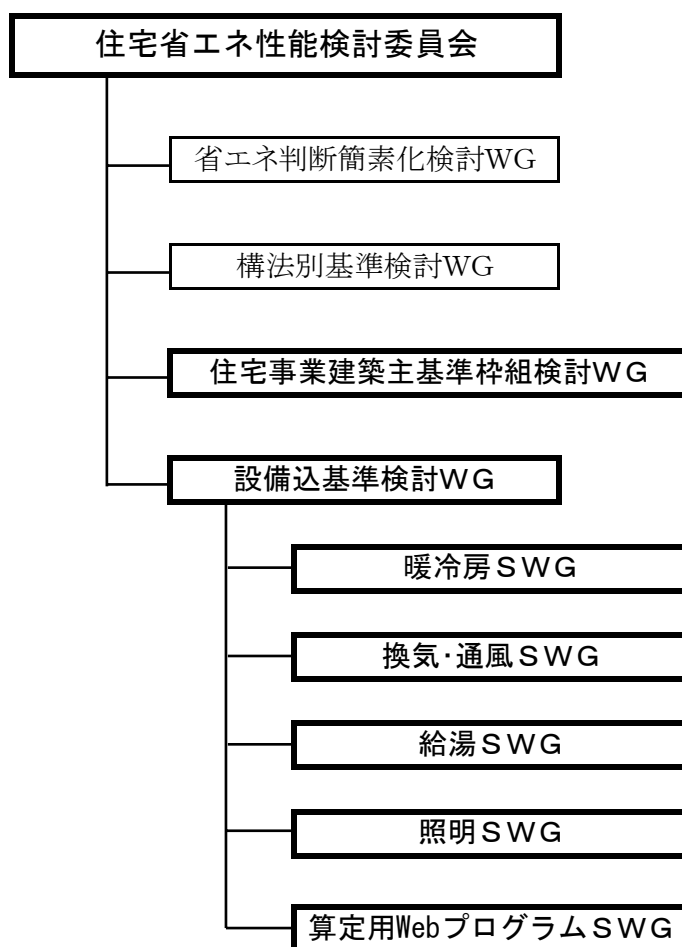 住宅省エネ性能検討委員会
省エネ判断簡素化検討WG
構法別基準検討WG
住宅事業建築主基準枠組検討ＷＧ
設備込基準検討ＷＧ
暖冷房ＳＷＧ
換気･通風ＳＷＧ
給湯ＳＷＧ
照明ＳＷＧ
算定用WebプログラムＳＷＧ